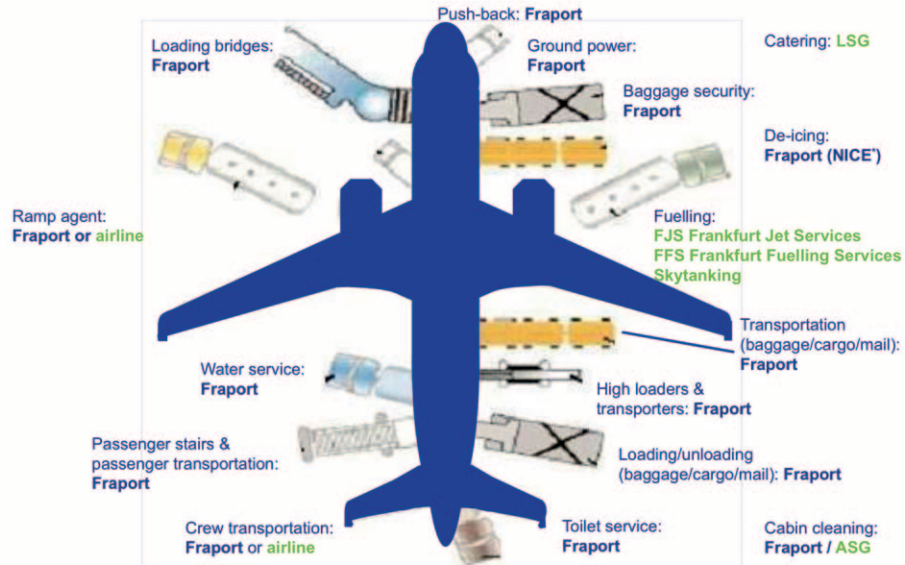 Push-back: Fraport
Loading bridges:
Fraport
Ground power:
Fraport
Catering: LSG
Baggage security:
Fraport
De-icing:
Fraport (NICE*)
Ramp agent:
Fraport or airline
Fuelling:
FJS Frankfurt Jet Services
FFS Frankfurt Fuelling Services
Skytanking
Transportation
(baggage/cargo/mail):
Fraport
Water service:
Fraport
High loaders &
transporters: Fraport
Passenger stairs &
passenger transportation:
Fraport
Loading/unloading
(baggage/cargo/mail): Fraport
Crew transportation:
Fraport or airline
Toilet service:
Fraport
Cabin cleaning:
Fraport / ASG